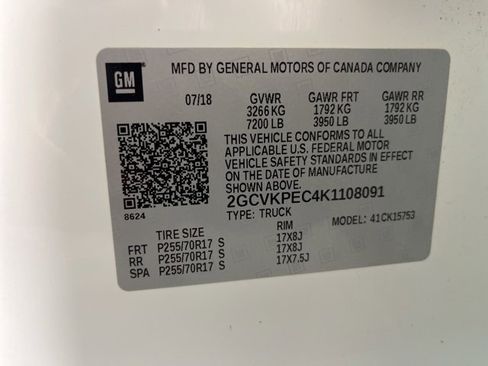 GM
MFD BY GENERAL MOTORS OF CANADA COMPANY
07/18 GVWR GAWR FRT GAWR RR
3266 KG 1792 KG 1792 KG
7200 LB 3950 LB 3950 LB
THIS VEHICLE CONFORMS TO ALL
APPLICABLE U.S. FEDERAL MOTOR
VEHICLE SAFETY STANDARDS IN EFFECT
ON THE DATE OF MANUFACTURE
SHOWN ABOVE.
8624 2GCVKPEC4K1108091
TYPE: TRUCK MODEL: 41CK15753
TIRE SIZE RIM
FRT P255/70R17 S 17X8J
RR P255/70R17 S 17X8J
SPA P255/70R17 S 17X7.5J